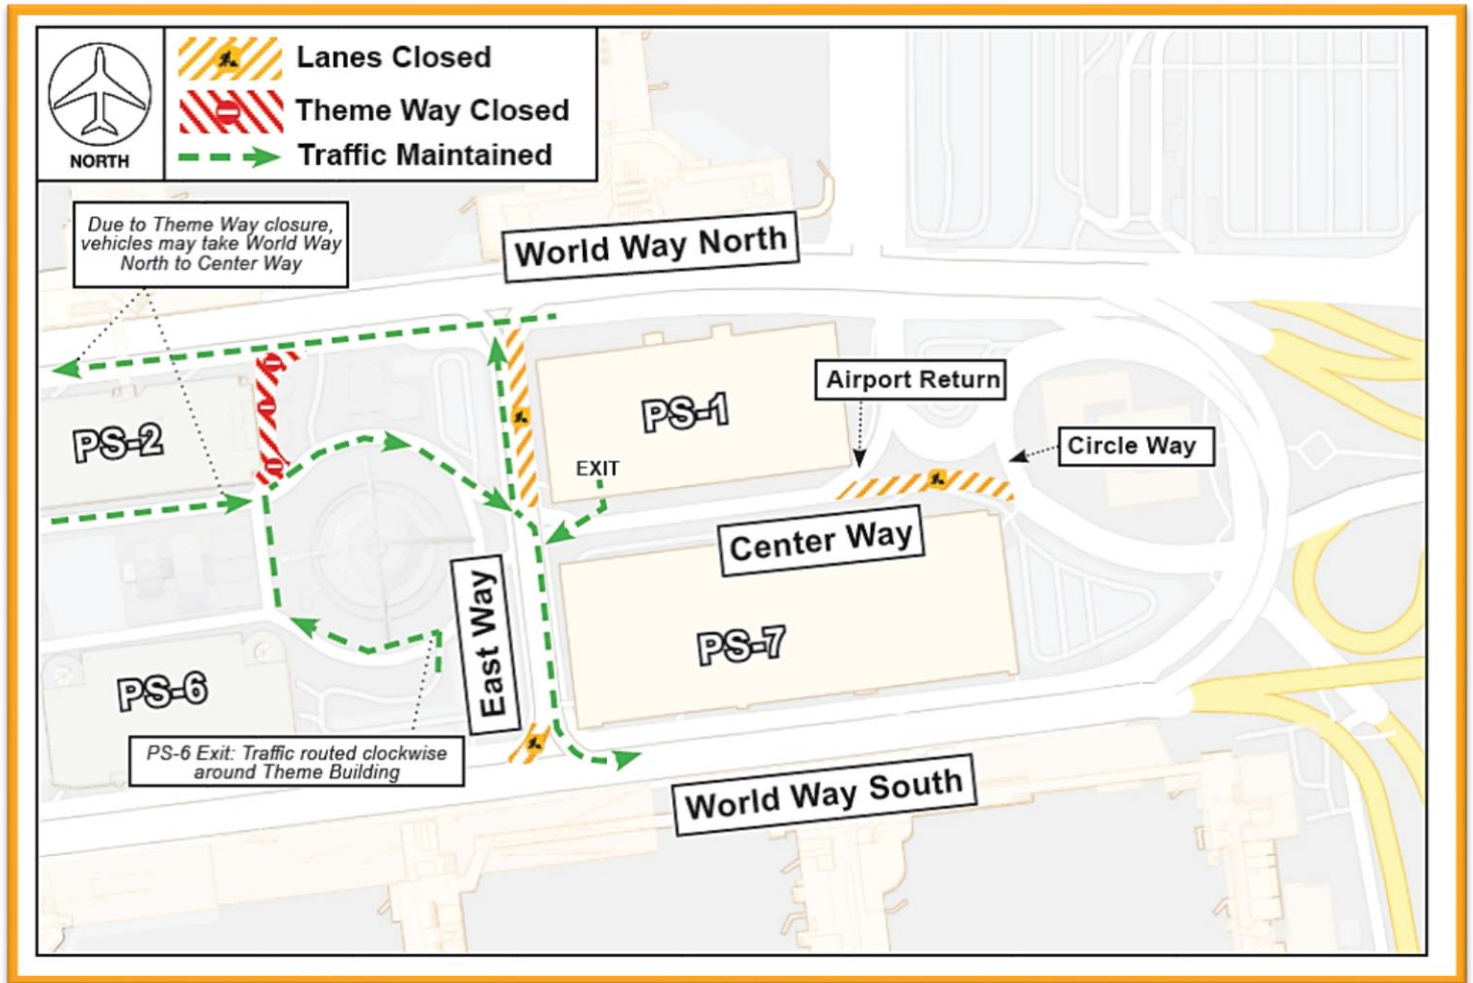 NORTH
Lanes Closed
Theme Way Closed
Traffic Maintained
Due to Theme Way closure,
vehicles may take World Way
North to Center Way
World Way North
PS-2
PS-1
Airport Return
Circle Way
EXIT
Center Way
East Way
PS-7
PS-6
PS-6 Exit: Traffic routed clockwise
around Theme Building
World Way South